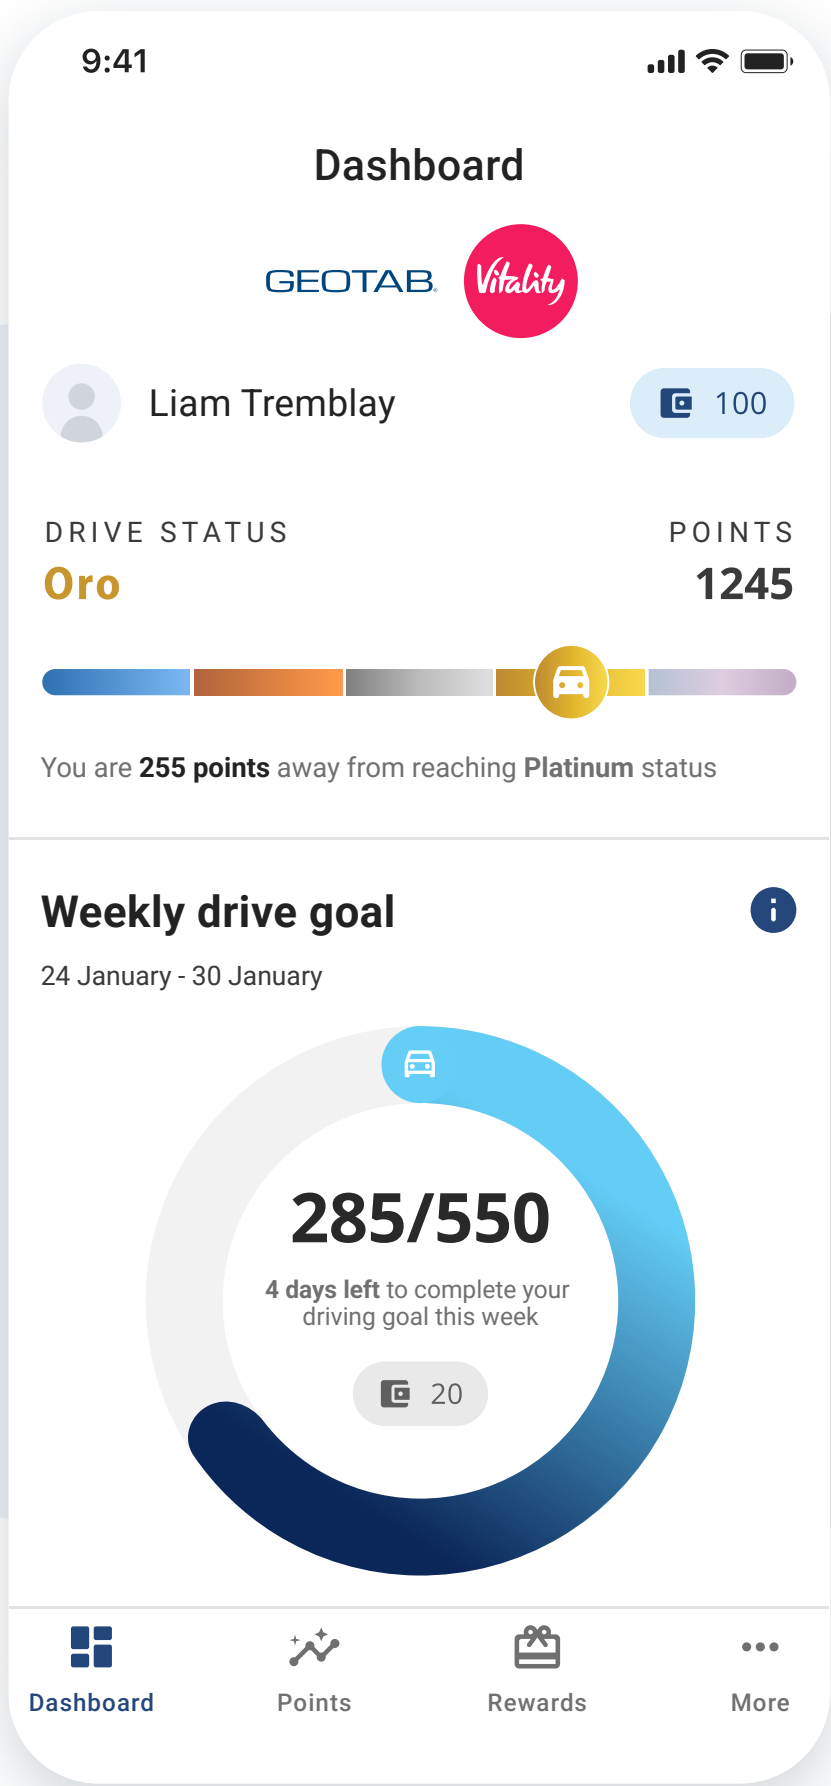 9:41
Dashboard
GEOTAB
Vitality
Liam Tremblay
100
DRIVE STATUS
POINTS
Oro
1245
You are 255 points away from reaching Platinum status
Weekly drive goal
24 January - 30 January
285/550
4 days left to complete your
driving goal this week
20
Dashboard
Points
Rewards
More